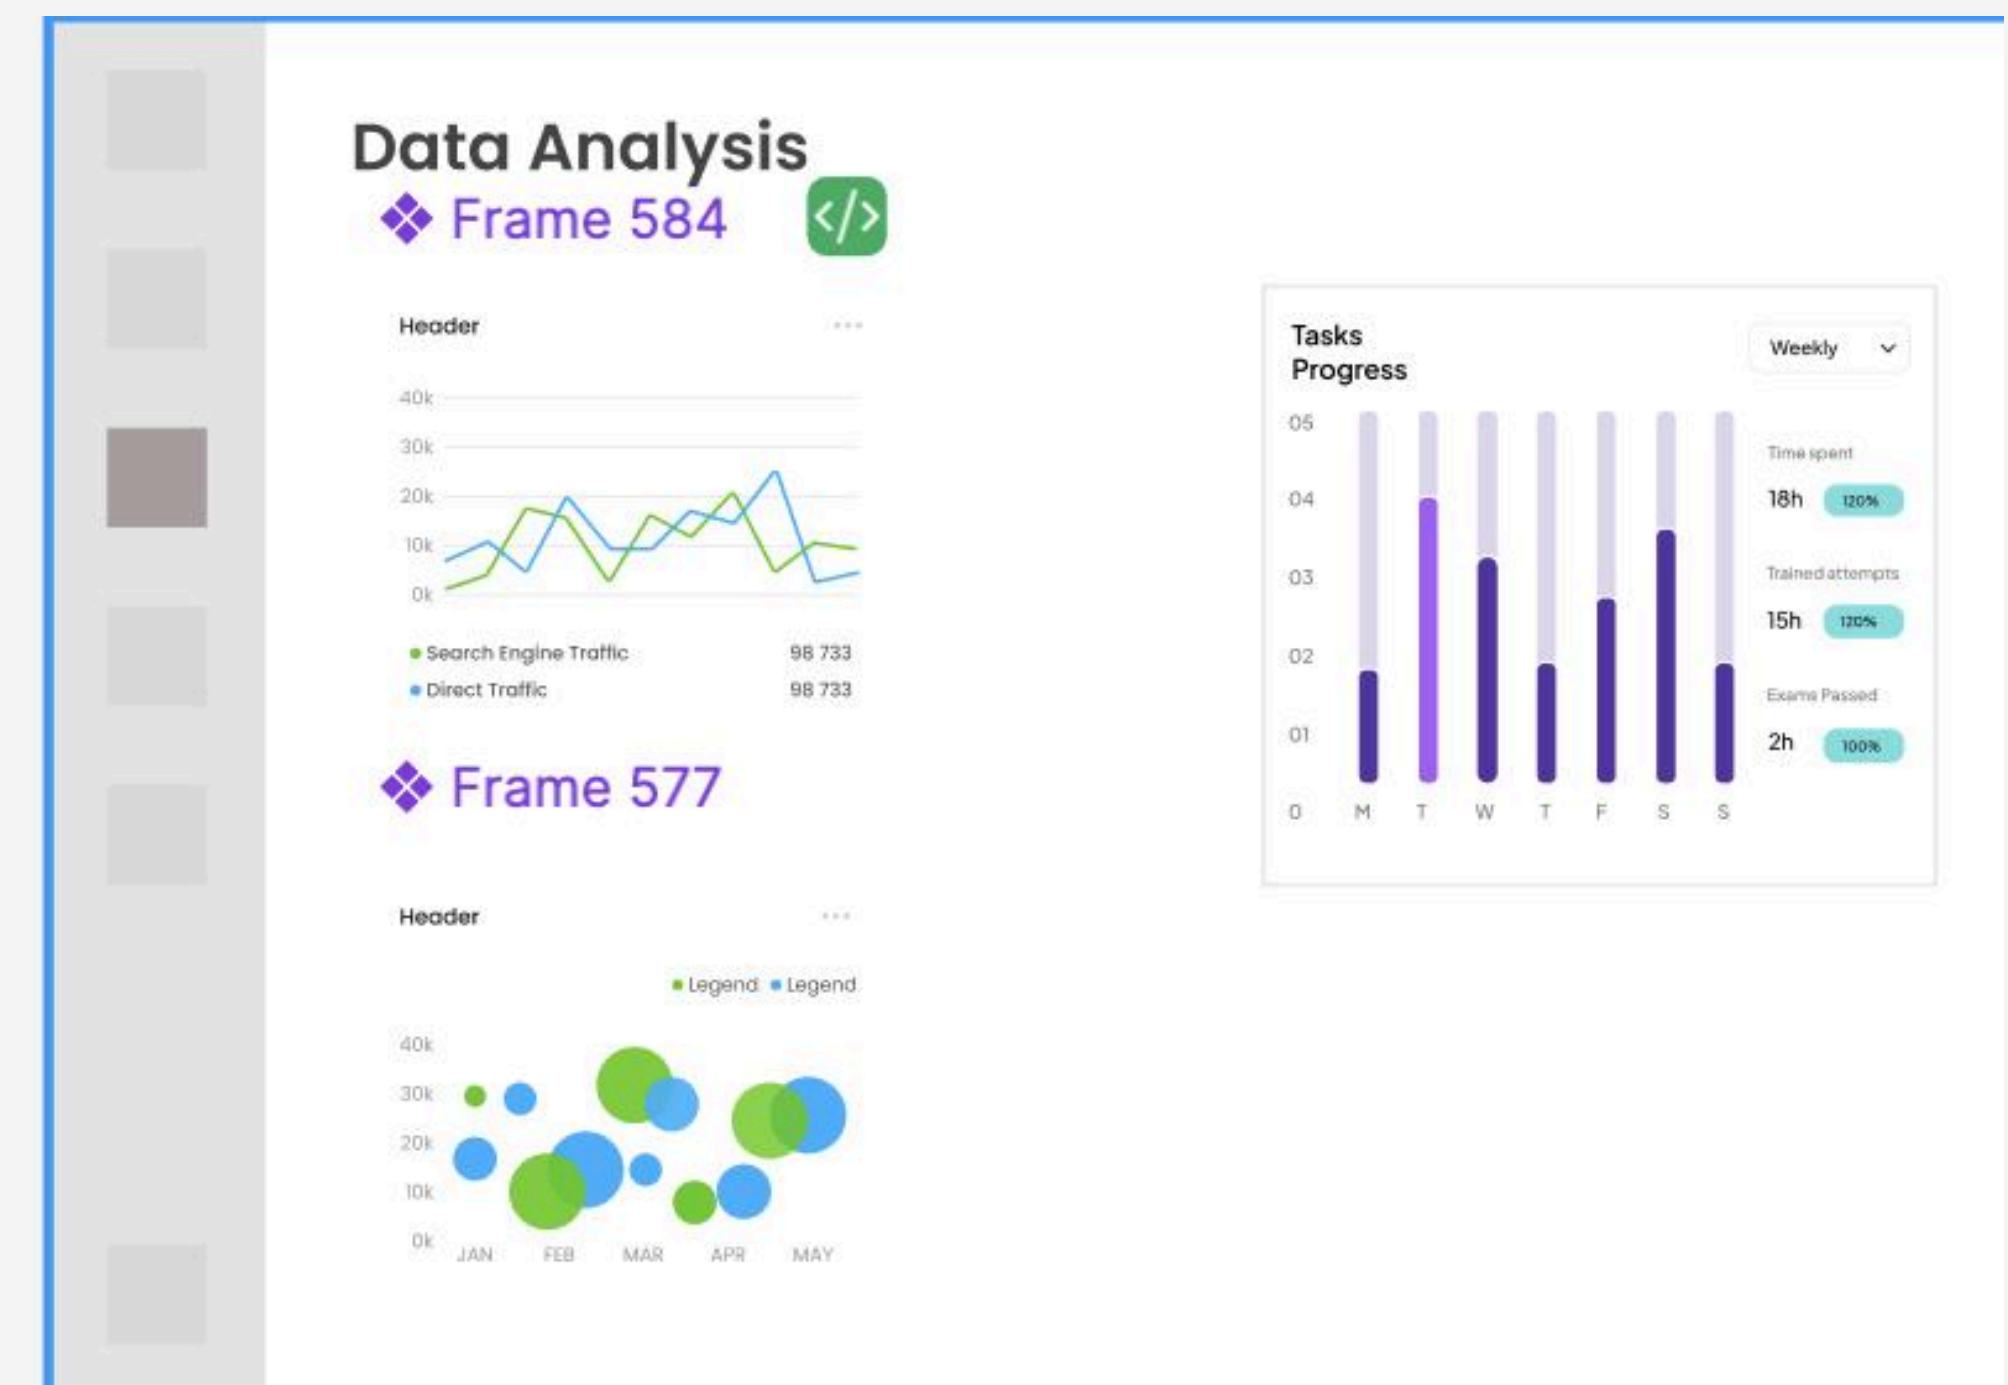 Data Analysis
Frame 584
</>
Header
40k
30k
20k
10k
0k
Search Engine Traffic 98 733
Direct Traffic 98 733
Frame 577
Header
Legend Legend
40k
30k
20k
10k
0k
JAN FEB MAR APR MAY
Tasks
Progress
Weekly
05
04
03
02
01
0 M T W T F S S
Time spent
18h 120%
Trained attempts
15h 120%
Exams Passed
2h 100%